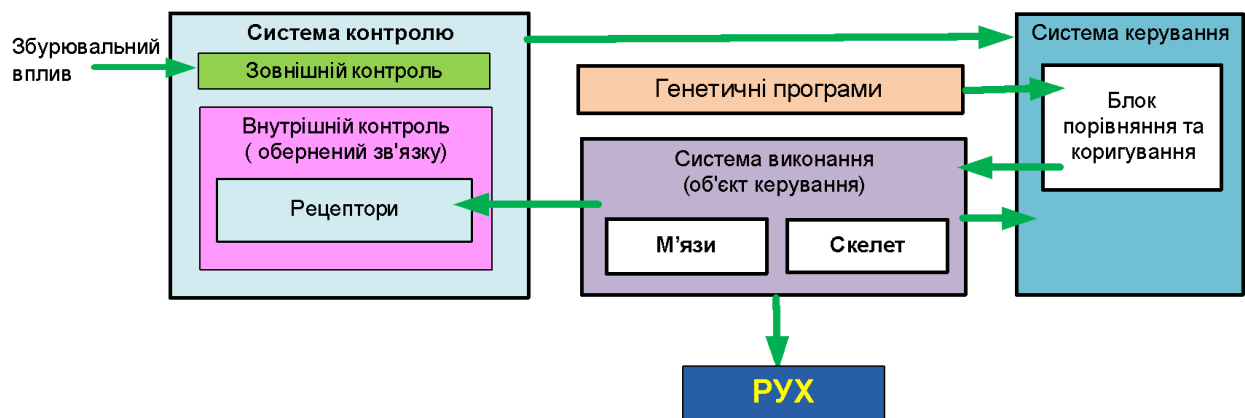 Збурювальний
вплив
Система контролю
Зовнішній контроль
Внутрішній контроль
( обернений зв'язку)
Рецептори
Генетичні програми
Система виконання
(об'єкт керування)
М'язи
Скелет
Система керування
Блок
порівняння та
коригування
РУХ